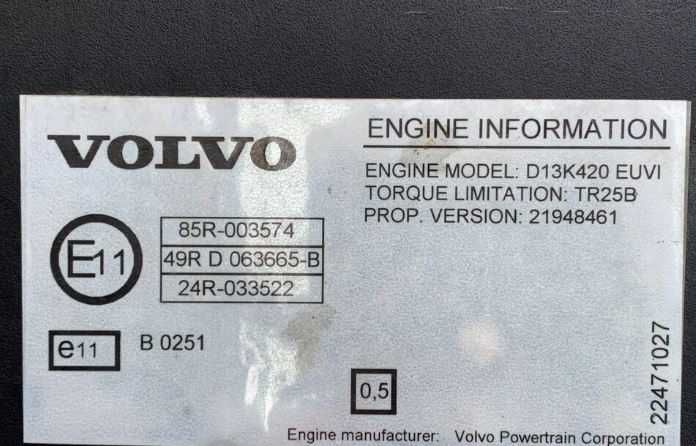 VOLVO
ENGINE INFORMATION
ENGINE MODEL: D13K420 EUVI
TORQUE LIMITATION: TR25B
PROP. VERSION: 21948461
E11
85R-003574
49R D 063665-B
24R-033522
e11
B 0251
0,5
22471027
Engine manufacturer: Volvo Powertrain Corporation